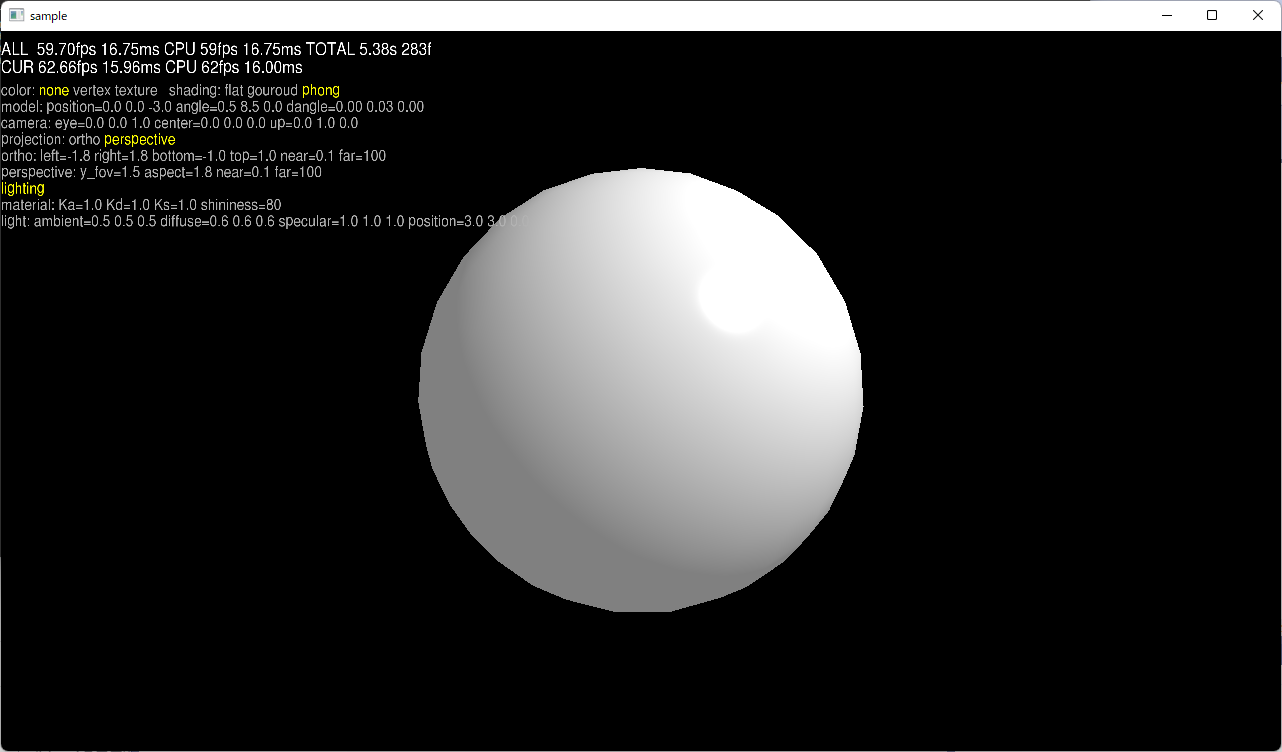 sample
ALL 59.70fps 16.75ms CPU 59fps 16.75ms TOTAL 5.38s 283f
CUR 62.66fps 15.96ms CPU 62fps 16.00ms
color: none vertex texture shading: flat gouroud phong
model: position=0.0 0.0 -3.0 angle=0.5 8.5 0.0 dangle=0.00 0.03 0.00
camera: eye=0.0 0.0 1.0 center=0.0 0.0 0.0 up=0.0 1.0 0.0
projection: ortho perspective
ortho: left=-1.8 right=1.8 bottom=-1.0 top=1.0 near=0.1 far=100
perspective: y_fov=1.5 aspect=1.8 near=0.1 far=100
lighting
material: Ka=1.0 Kd=1.0 Ks=1.0 shininess=80
light: ambient=0.5 0.5 0.5 diffuse=0.6 0.6 0.6 specular=1.0 1.0 1.0 position=3.0 3.0 0.0